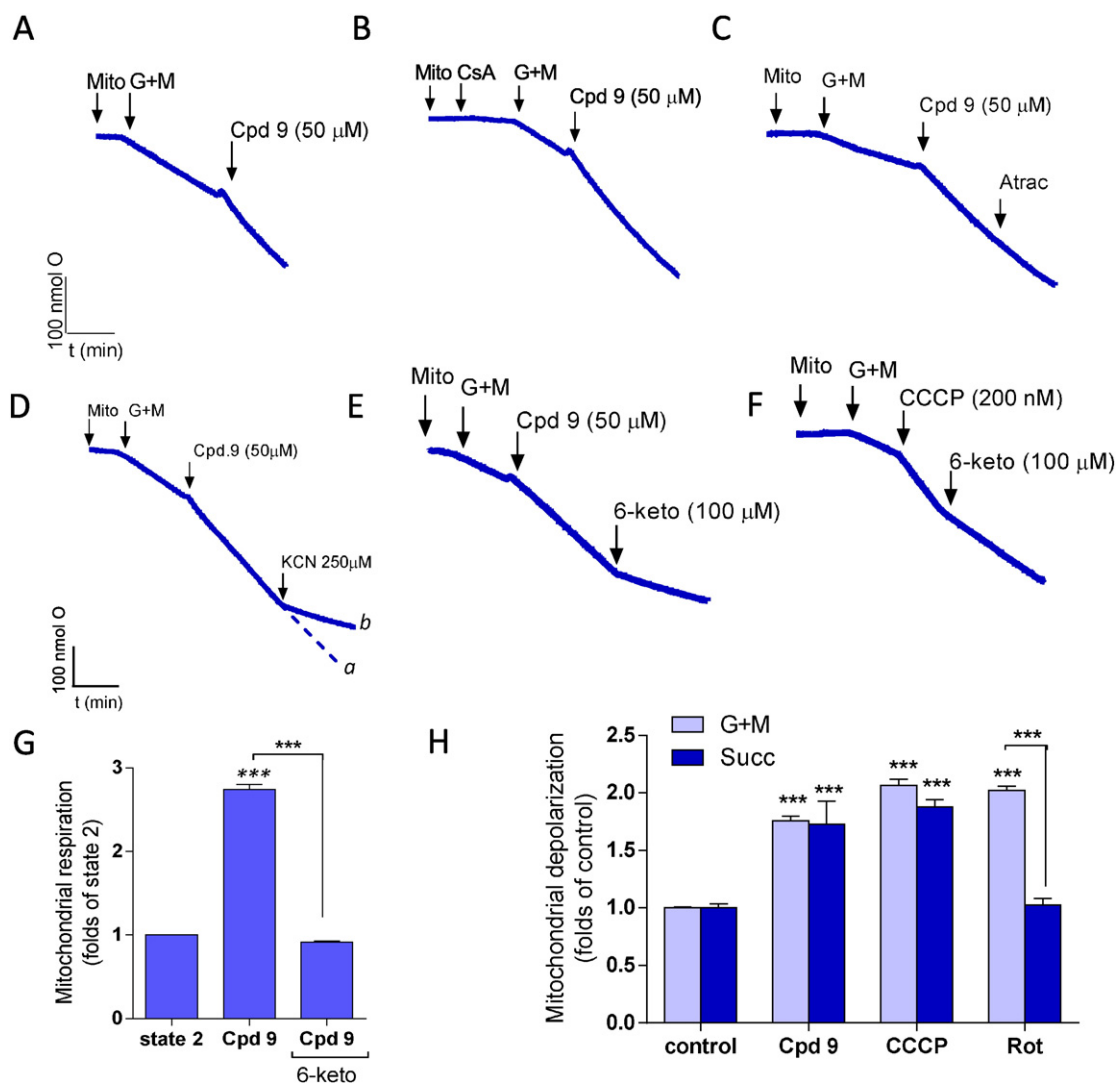 A
Mito G+M
Cpd 9 (50 μM)
100 nmol O
t (min)
B
Mito CsA G+M
Cpd 9 (50 μM)
C
Mito
G+M
Cpd 9 (50 μM)
Atrac
D
Mito G+M
Cpd.9 (50μM)
KCN 250μM
b
a
100 nmol O
t (min)
E
Mito
G+M
Cpd 9 (50 μM)
6-keto (100 μM)
F
Mito
G+M
CCCP (200 nM)
6-keto (100 μM)
G
Mitochondrial respiration
(folds of state 2)
3
2
1
0
***
***
state 2 Cpd 9 Cpd 9
6-keto
H
G+M
Succ
Mitochondrial depolarization
(folds of control)
2.5
2.0
1.5
1.0
0.5
0.0
*** ***
*** ***
***
***
control Cpd 9 CCCP Rot